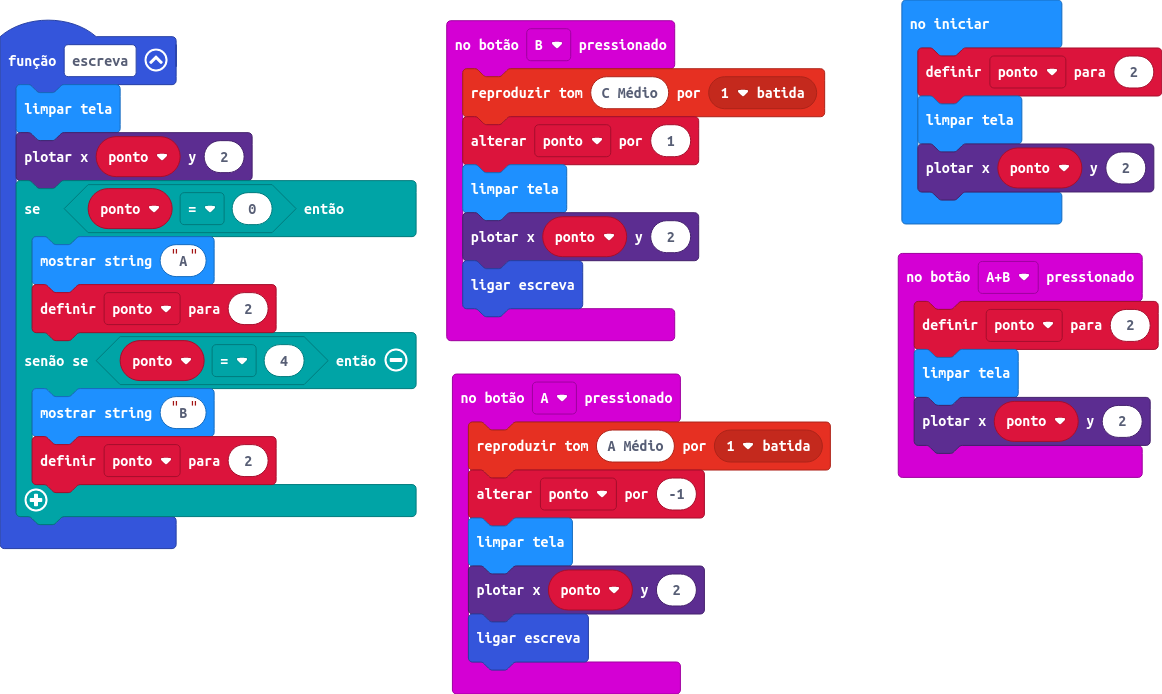 função escreva
limpar tela
plotar x ponto y 2
se ponto = 0 então
mostrar string "A"
definir ponto para 2
senão se ponto = 4 então
mostrar string "B"
definir ponto para 2
no botão B pressionado
reproduzir tom C Médio por 1 batida
alterar ponto por 1
limpar tela
plotar x ponto y 2
ligar escreva
no botão A pressionado
reproduzir tom A Médio por 1 batida
alterar ponto por -1
limpar tela
plotar x ponto y 2
ligar escreva
no iniciar
definir ponto para 2
limpar tela
plotar x ponto y 2
no botão A+B pressionado
definir ponto para 2
limpar tela
plotar x ponto y 2